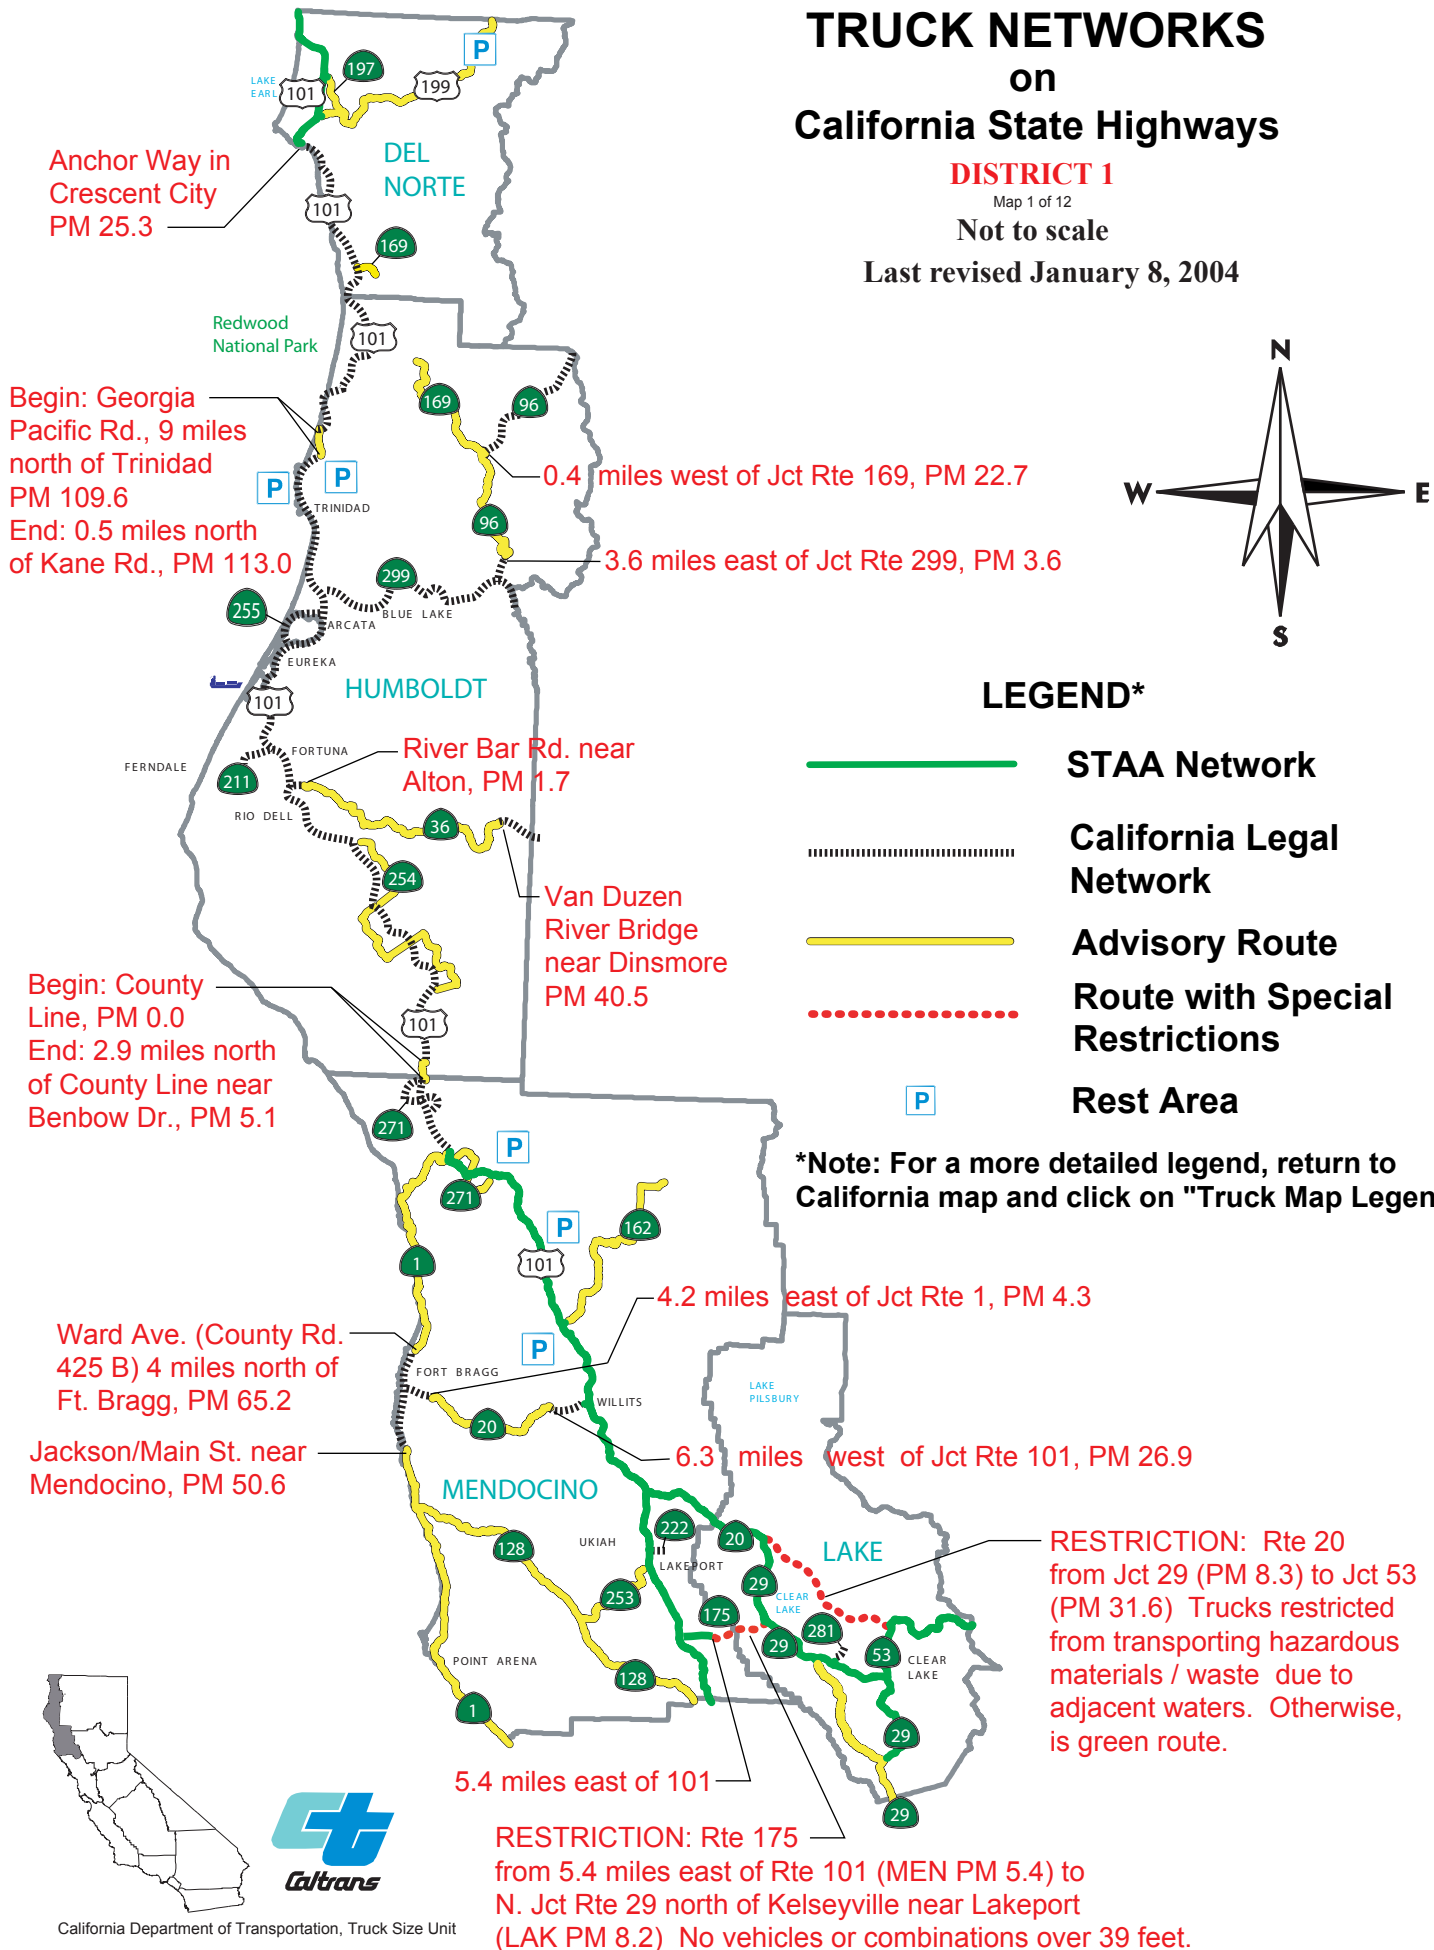 TRUCK NETWORKS
on
California State Highways
DISTRICT 1
Map 1 of 12
Not to scale
Last revised January 8, 2004
P
197
199
LAKE
EARL
101
Anchor Way in
Crescent City
PM 25.3
DEL
NORTE
101
169
Redwood
National Park
101
Begin: Georgia
Pacific Rd., 9 miles
north of Trinidad
PM 109.6
End: 0.5 miles north
of Kane Rd., PM 113.0
169
96
0.4 miles west of Jct Rte 169, PM 22.7
P
P
TRINIDAD
96
3.6 miles east of Jct Rte 299, PM 3.6
299
BLUE LAKE
255
ARCATA
EUREKA
HUMBOLDT
101
N
W
E
S
FERNDALE
FORTUNA
211
RIO DELL
River Bar Rd. near
Alton, PM 1.7
36
254
Van Duzen
River Bridge
near Dinsmore
PM 40.5
LEGEND*
STAA Network
California Legal
Network
Advisory Route
Route with Special
Restrictions
P
Rest Area
*Note: For a more detailed legend, return to
California map and click on "Truck Map Legen
Begin: County
Line, PM 0.0
End: 2.9 miles north
of County Line near
Benbow Dr., PM 5.1
101
271
P
271
P
162
1
101
4.2 miles east of Jct Rte 1, PM 4.3
Ward Ave. (County Rd.
425 B) 4 miles north of
Ft. Bragg, PM 65.2
P
FORT BRAGG
WILLITS
LAKE
PILSBURY
20
Jackson/Main St. near
Mendocino, PM 50.6
6.3 miles west of Jct Rte 101, PM 26.9
MENDOCINO
128
UKIAH
222
LAKEPORT
20
LAKE
29
CLEAR
LAKE
253
175
281
29
53
CLEAR
LAKE
POINT ARENA
128
1
29
29
RESTRICTION: Rte 20
from Jct 29 (PM 8.3) to Jct 53
(PM 31.6) Trucks restricted
from transporting hazardous
materials / waste due to
adjacent waters. Otherwise,
is green route.
5.4 miles east of 101
RESTRICTION: Rte 175
from 5.4 miles east of Rte 101 (MEN PM 5.4) to
N. Jct Rte 29 north of Kelseyville near Lakeport
(LAK PM 8.2) No vehicles or combinations over 39 feet.
ct
Caltrans
California Department of Transportation, Truck Size Unit